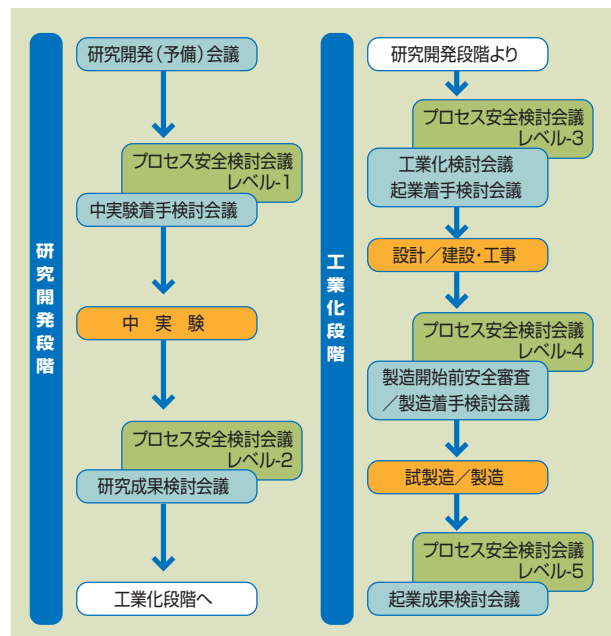 研究開発段階
研究開発(予備)会議
プロセス安全検討会議
レベル-1
中実験着手検討会議
中　実　験
プロセス安全検討会議
レベル-2
研究成果検討会議
工業化段階へ
工業化段階
研究開発段階より
プロセス安全検討会議
レベル-3
工業化検討会議
起業着手検討会議
設計／建設・工事
プロセス安全検討会議
レベル-4
製造開始前安全審査
／製造着手検討会議
試製造／製造
プロセス安全検討会議
レベル-5
起業成果検討会議